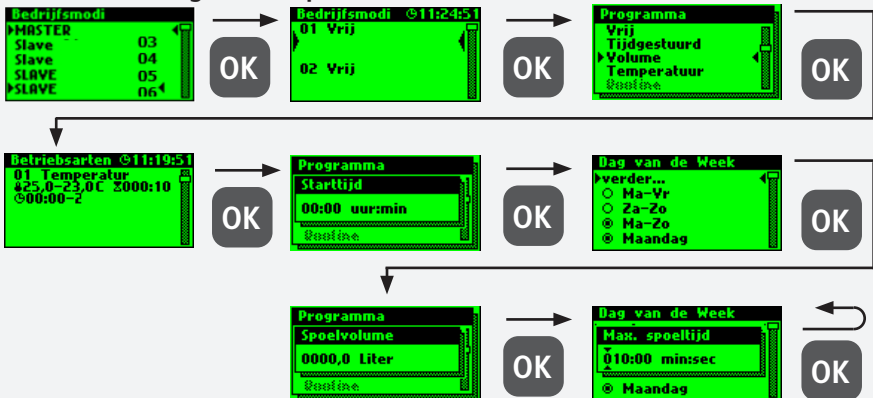 Bedrijfsmodi
MASTER
Slave 03
Slave 04
SLAVE 05
SLAVE 06
OK
Bedrijfsmodi 11:24:51
01 Vrij
02 Vrij
OK
Programma
Vrij
Tijdgestuurd
Volume
Temperatuur
Routine
OK
Betriebsarten 11:19:51
01 Temperatur
25,0-23,0C 000:10
00:00-2
OK
Programma
Starttijd
00:00 uur:min
Routine
OK
Dag van de Week
verder...
Ma-Vr
Za-Zo
Ma-Zo
Maandag
OK
Programma
Spoelvolume
0000,0 Liter
Routine
OK
Dag van de Week
Max. spoeltijd
010:00 min:sec
Maandag
OK